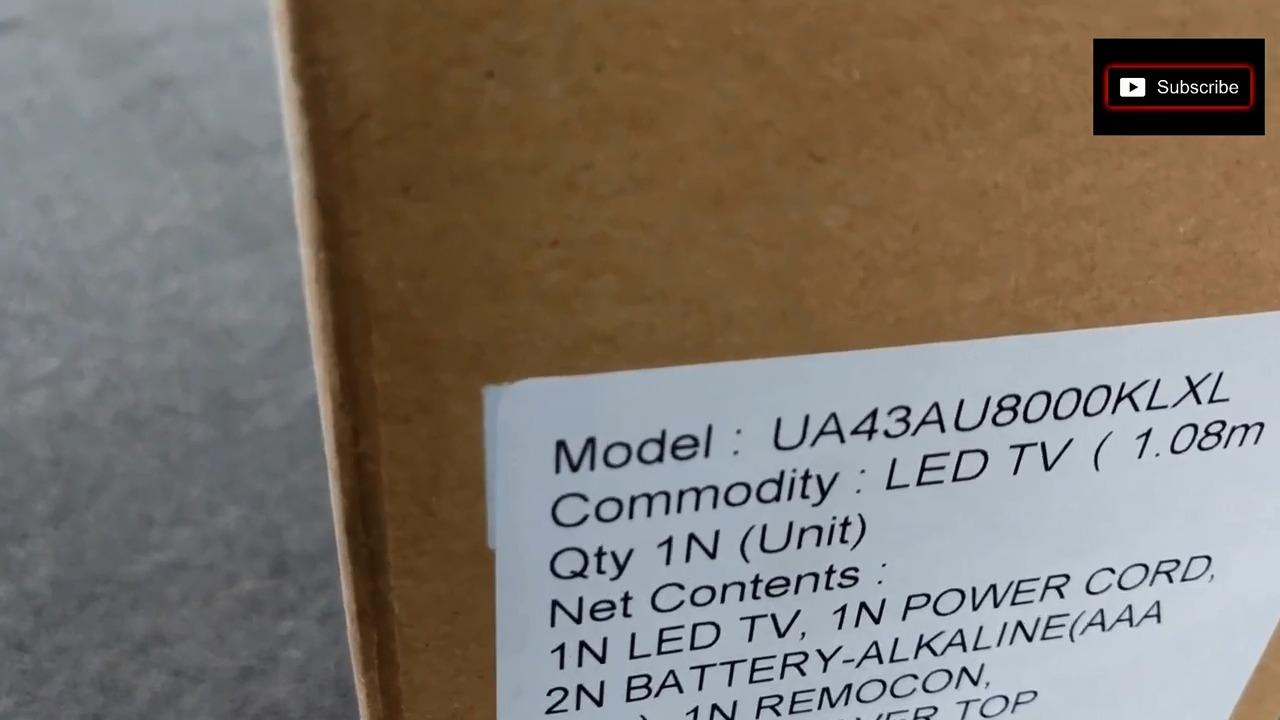 Subscribe
Model : UA43AU8000KLXL
Commodity : LED TV ( 1.08m
Qty 1N (Unit)
Net Contents :
1N LED TV, 1N POWER CORD,
2N BATTERY-ALKALINE(AAA
), 1N REMOCON,
TOP